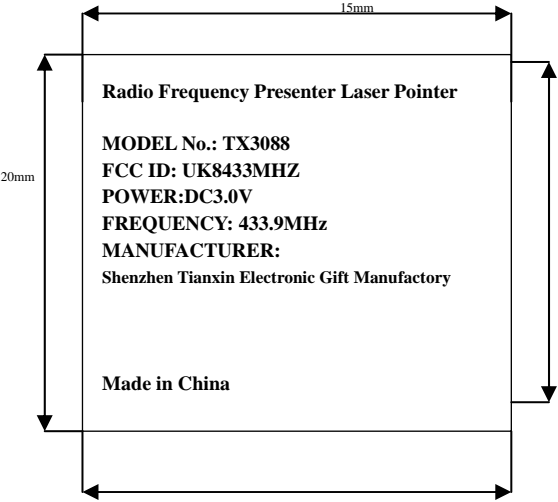 15mm
Radio Frequency Presenter Laser Pointer
MODEL No.: TX3088
FCC ID: UK8433MHZ
20mm
POWER:DC3.0V
FREQUENCY: 433.9MHz
MANUFACTURER:
Shenzhen Tianxin Electronic Gift Manufactory
Made in China